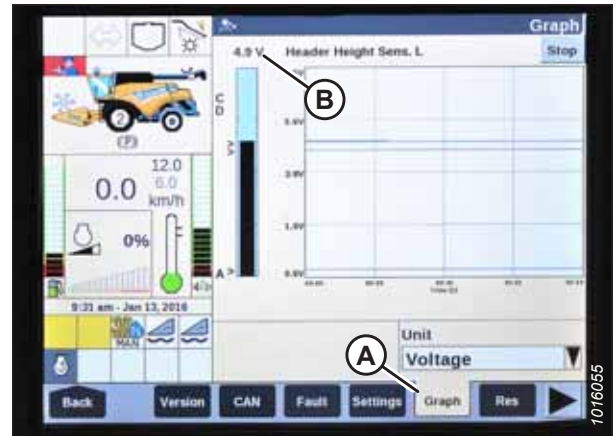 Graph
4.9 V
Header Height Sens. L
Stop
B
C
D
2
(P)
12.0
6.0
km/h
0.0
0%
A
9:31 am - Jan 13, 2016
MAN
Unit
A
Voltage
Back
Version
CAN
Fault
Settings
Graph
Res
1016055